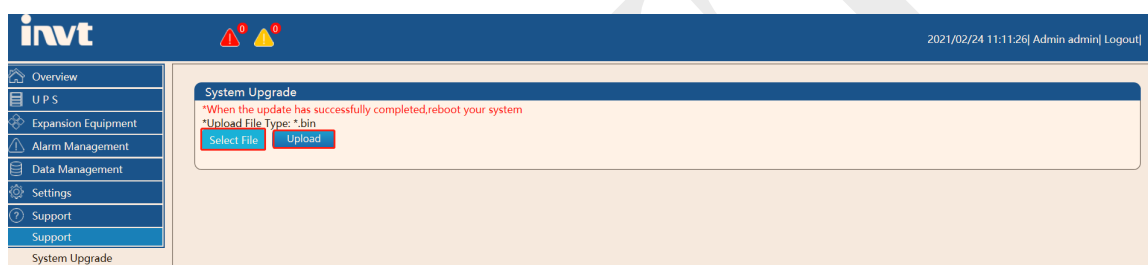 invt
0 0
2021/02/24 11:11:26| Admin admin| Logout|
Overview
UPS
Expansion Equipment
Alarm Management
Data Management
Settings
Support
Support
System Upgrade
System Upgrade
*When the update has successfully completed,reboot your system
*Upload File Type: *.bin
Select File Upload